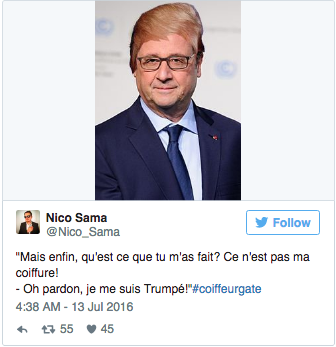 Nico Sama
@Nico_Sama
Follow
"Mais enfin, qu'est ce que tu m'as fait? Ce n'est pas ma
coiffure!
- Oh pardon, je me suis Trumpé!"#coiffeurgate
4:38 AM - 13 Jul 2016
55 45